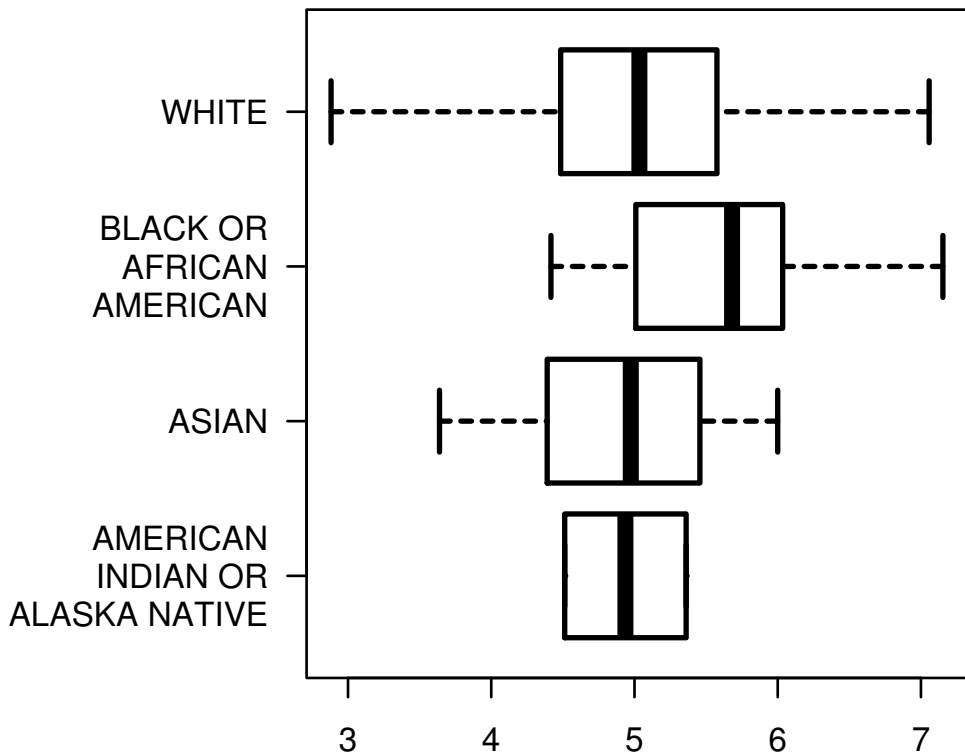 WHITE
BLACK OR
AFRICAN
AMERICAN
ASIAN
AMERICAN
INDIAN OR
ALASKA NATIVE
3 4 5 6 7